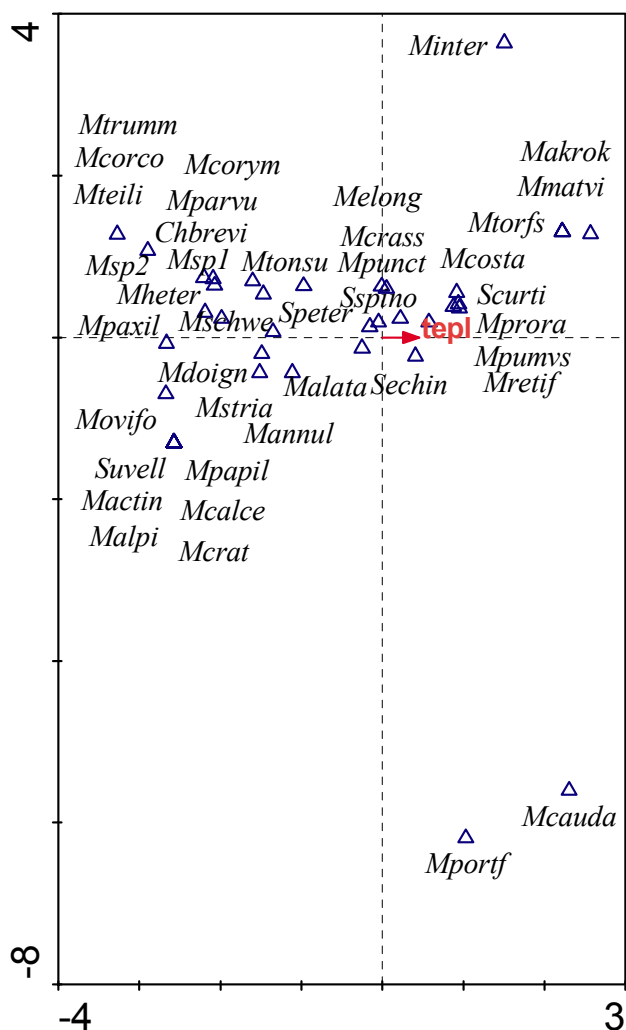 4
Minter
Mtrumm
Mcorco
Mcorym
Makrok
Mteili
Mparvu
Melong
Mmatvi
Chbrevi
Mcrass
Mtorfs
Msp2
Msp1
Mtonsu
Mpunct
Mcosta
Mheter
Sspiho
Scurti
Mpaxil
Mschwe
Speter
tepl
Mprora
Mdoign
Malata
Sechin
Mpumvs
Mretif
Movifo
Mstria
Mannul
Suvell
Mpapil
Mactin
Mcalce
Malpi
Mcrat
Mcauda
Mportf
-8
-4
3